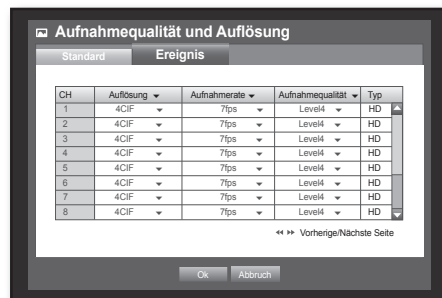 Aufnahmequalität und Auflösung
Standard Ereignis
CH Auflösung Aufnahmerate Aufnahmequalität Typ
1 4CIF 7fps Level4 HD
2 4CIF 7fps Level4 HD
3 4CIF 7fps Level4 HD
4 4CIF 7fps Level4 HD
5 4CIF 7fps Level4 HD
6 4CIF 7fps Level4 HD
7 4CIF 7fps Level4 HD
8 4CIF 7fps Level4 HD
Vorherige/Nächste Seite
Ok Abbruch